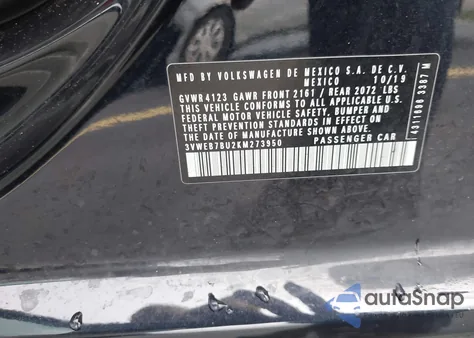 MFD BY VOLKSWAGEN DE MEXICO S.A. DE C.V.
MEXICO 10/19
GVWR 4123 GAWR FRONT 2161 / REAR 2072 LBS
THIS VEHICLE CONFORMS TO ALL APPLICABLE U.S.
FEDERAL MOTOR VEHICLE SAFETY, BUMPER, AND
THEFT PREVENTION STANDARDS IN EFFECT ON
THE DATE OF MANUFACTURE SHOWN ABOVE
3VWEB7BU2KM273950 PASSENGER CAR
autoSnap